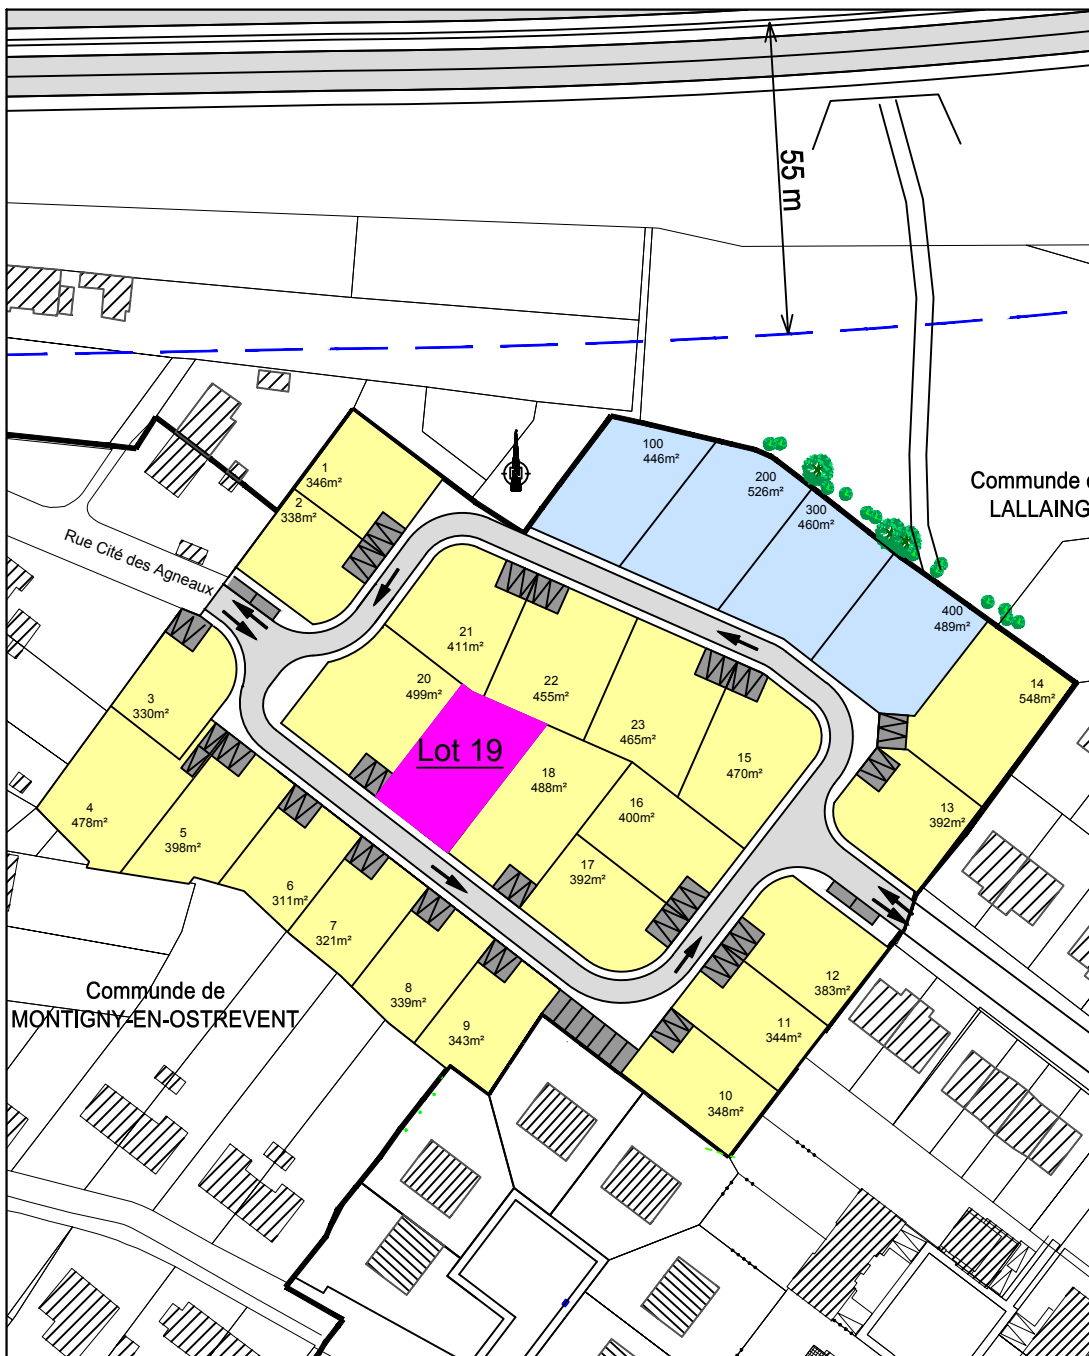 55 m
100
446m²
200
526m²
300
460m²
400
489m²
Commune d
LALLAING
1
346m²
2
338m²
Rue Cité des Agneaux
21
411m²
20
499m²
22
455m²
23
465m²
14
548m²
3
330m²
Lot 19
18
488m²
15
470m²
16
400m²
13
392m²
4
478m²
5
398m²
17
392m²
6
311m²
7
321m²
12
383m²
8
339m²
11
344m²
9
343m²
10
348m²
Communde de
MONTIGNY-EN-OSTREVENT